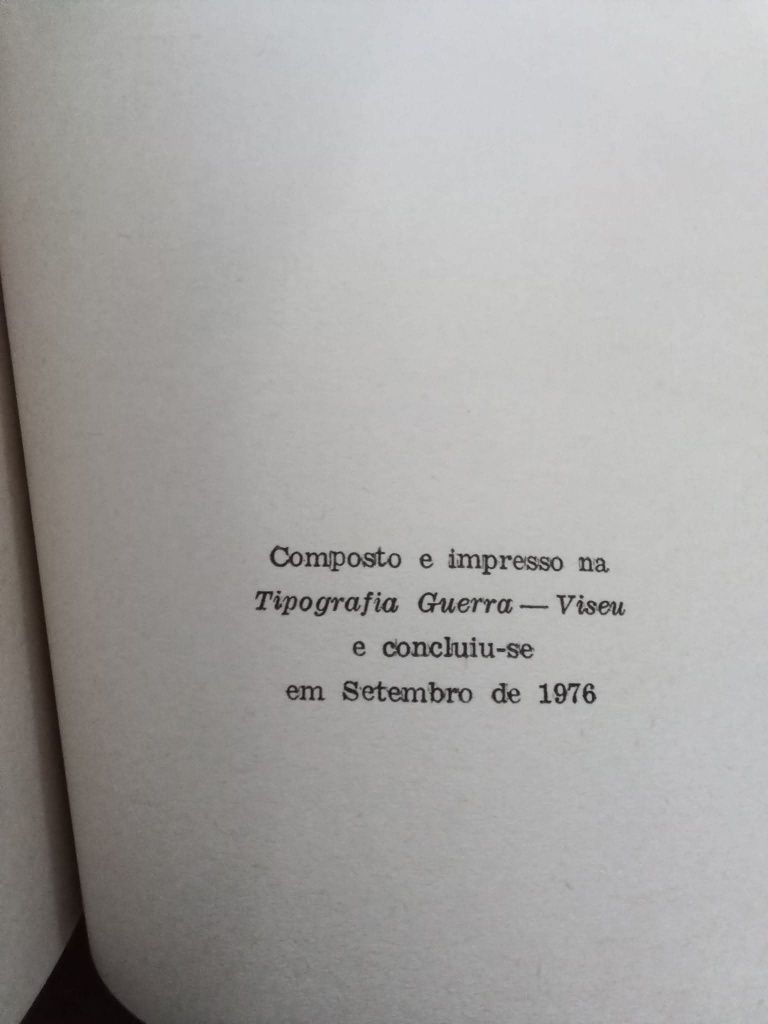 Composto e impresso na
Tipografia Guerra — Viseu
e concluiu-se
em Setembro de 1976